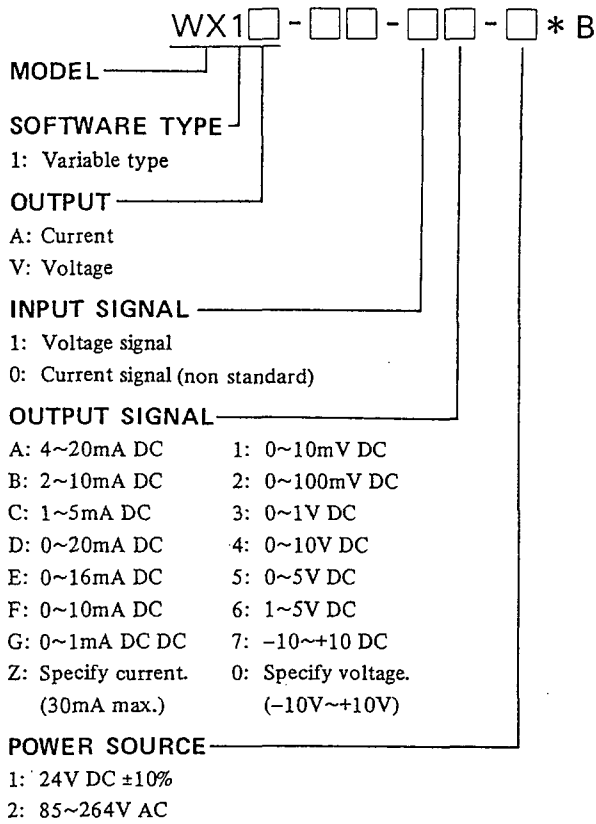 WX1□-□□-□□-□*B
MODEL
SOFTWARE TYPE
1: Variable type
OUTPUT
A: Current
V: Voltage
INPUT SIGNAL
1: Voltage signal
0: Current signal (non standard)
OUTPUT SIGNAL
A: 4~20mA DC 1: 0~10mV DC
B: 2~10mA DC 2: 0~100mV DC
C: 1~5mA DC 3: 0~1V DC
D: 0~20mA DC 4: 0~10V DC
E: 0~16mA DC 5: 0~5V DC
F: 0~10mA DC 6: 1~5V DC
G: 0~1mA DC DC 7: -10~+10 DC
Z: Specify current. 0: Specify voltage.
(30mA max.) (-10V~+10V)
POWER SOURCE
1: 24V DC ±10%
2: 85~264V AC